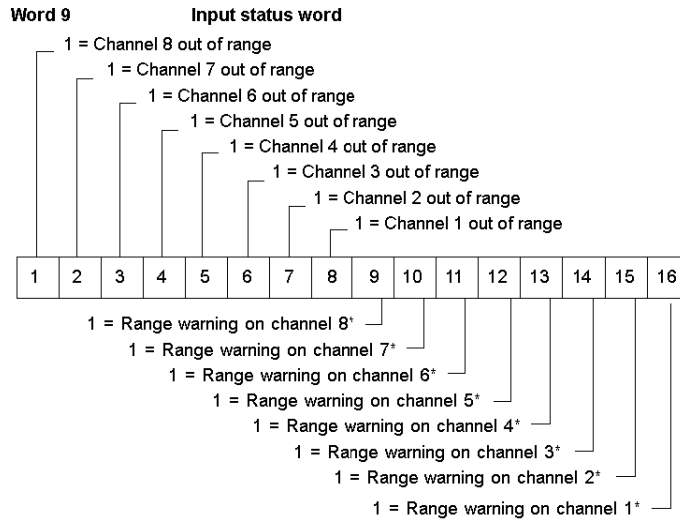 Word 9 Input status word
1 = Channel 8 out of range
1 = Channel 7 out of range
1 = Channel 6 out of range
1 = Channel 5 out of range
1 = Channel 4 out of range
1 = Channel 3 out of range
1 = Channel 2 out of range
1 = Channel 1 out of range
1 2 3 4 5 6 7 8 9 10 11 12 13 14 15 16
1 = Range warning on channel 8*
1 = Range warning on channel 7*
1 = Range warning on channel 6*
1 = Range warning on channel 5*
1 = Range warning on channel 4*
1 = Range warning on channel 3*
1 = Range warning on channel 2*
1 = Range warning on channel 1*